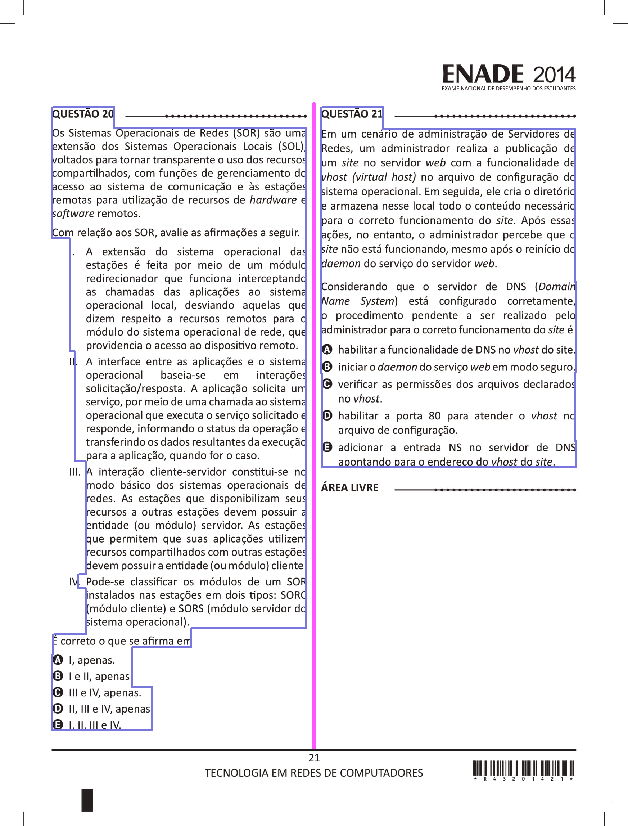 ENADE 2014
EXAME NACIONAL DE DESEMPENHO DOS ESTUDANTES
QUESTÃO 20
Os Sistemas Operacionais de Redes (SOR) são uma
extensão dos Sistemas Operacionais Locais (SOL),
voltados para tornar transparente o uso dos recursos
compartilhados, com funções de gerenciamento do
acesso ao sistema de comunicação e às estações
remotas para utilização de recursos de hardware e
software remotos.
Com relação aos SOR, avalie as afirmações a seguir.
I. A extensão do sistema operacional das
estações é feita por meio de um módulo
redirecionador que funciona interceptando
as chamadas das aplicações ao sistema
operacional local, desviando aquelas que
dizem respeito a recursos remotos para o
módulo do sistema operacional de rede, que
providencia o acesso ao dispositivo remoto.
II. A interface entre as aplicações e o sistema
operacional baseia-se em interações
solicitação/resposta. A aplicação solicita um
serviço, por meio de uma chamada ao sistema
operacional que executa o serviço solicitado e
responde, informando o status da operação e
transferindo os dados resultantes da execução
para a aplicação, quando for o caso.
III. A interação cliente-servidor constitui-se no
modo básico dos sistemas operacionais de
redes. As estações que disponibilizam seus
recursos a outras estações devem possuir a
entidade (ou módulo) servidor. As estações
que permitem que suas aplicações utilizem
recursos compartilhados com outras estações
devem possuir a entidade (ou módulo) cliente
IV. Pode-se classificar os módulos de um SOR
instalados nas estações em dois tipos: SORC
(módulo cliente) e SORS (módulo servidor do
sistema operacional).
É correto o que se afirma em
A I, apenas.
B I e II, apenas
C III e IV, apenas.
D II, III e IV, apenas
E I, II, III e IV.
QUESTÃO 21
Em um cenário de administração de Servidores de
Redes, um administrador realiza a publicação de
um site no servidor web com a funcionalidade de
vhost (virtual host) no arquivo de configuração do
sistema operacional. Em seguida, ele cria o diretório
e armazena nesse local todo o conteúdo necessário
para o correto funcionamento do site. Após essas
ações, no entanto, o administrador percebe que o
site não está funcionando, mesmo após o reinício do
daemon do serviço do servidor web.
Considerando que o servidor de DNS (Domain
Name System) está configurado corretamente,
o procedimento pendente a ser realizado pelo
administrador para o correto funcionamento do site é
A habilitar a funcionalidade de DNS no vhost do site.
B iniciar o daemon do serviço web em modo seguro.
C verificar as permissões dos arquivos declarados
no vhost.
D habilitar a porta 80 para atender o vhost no
arquivo de configuração.
E adicionar a entrada NS no servidor de DNS
apontando para o endereço do vhost do site.
ÁREA LIVRE
21
TECNOLOGIA EM REDES DE COMPUTADORES
*R4320142 1*